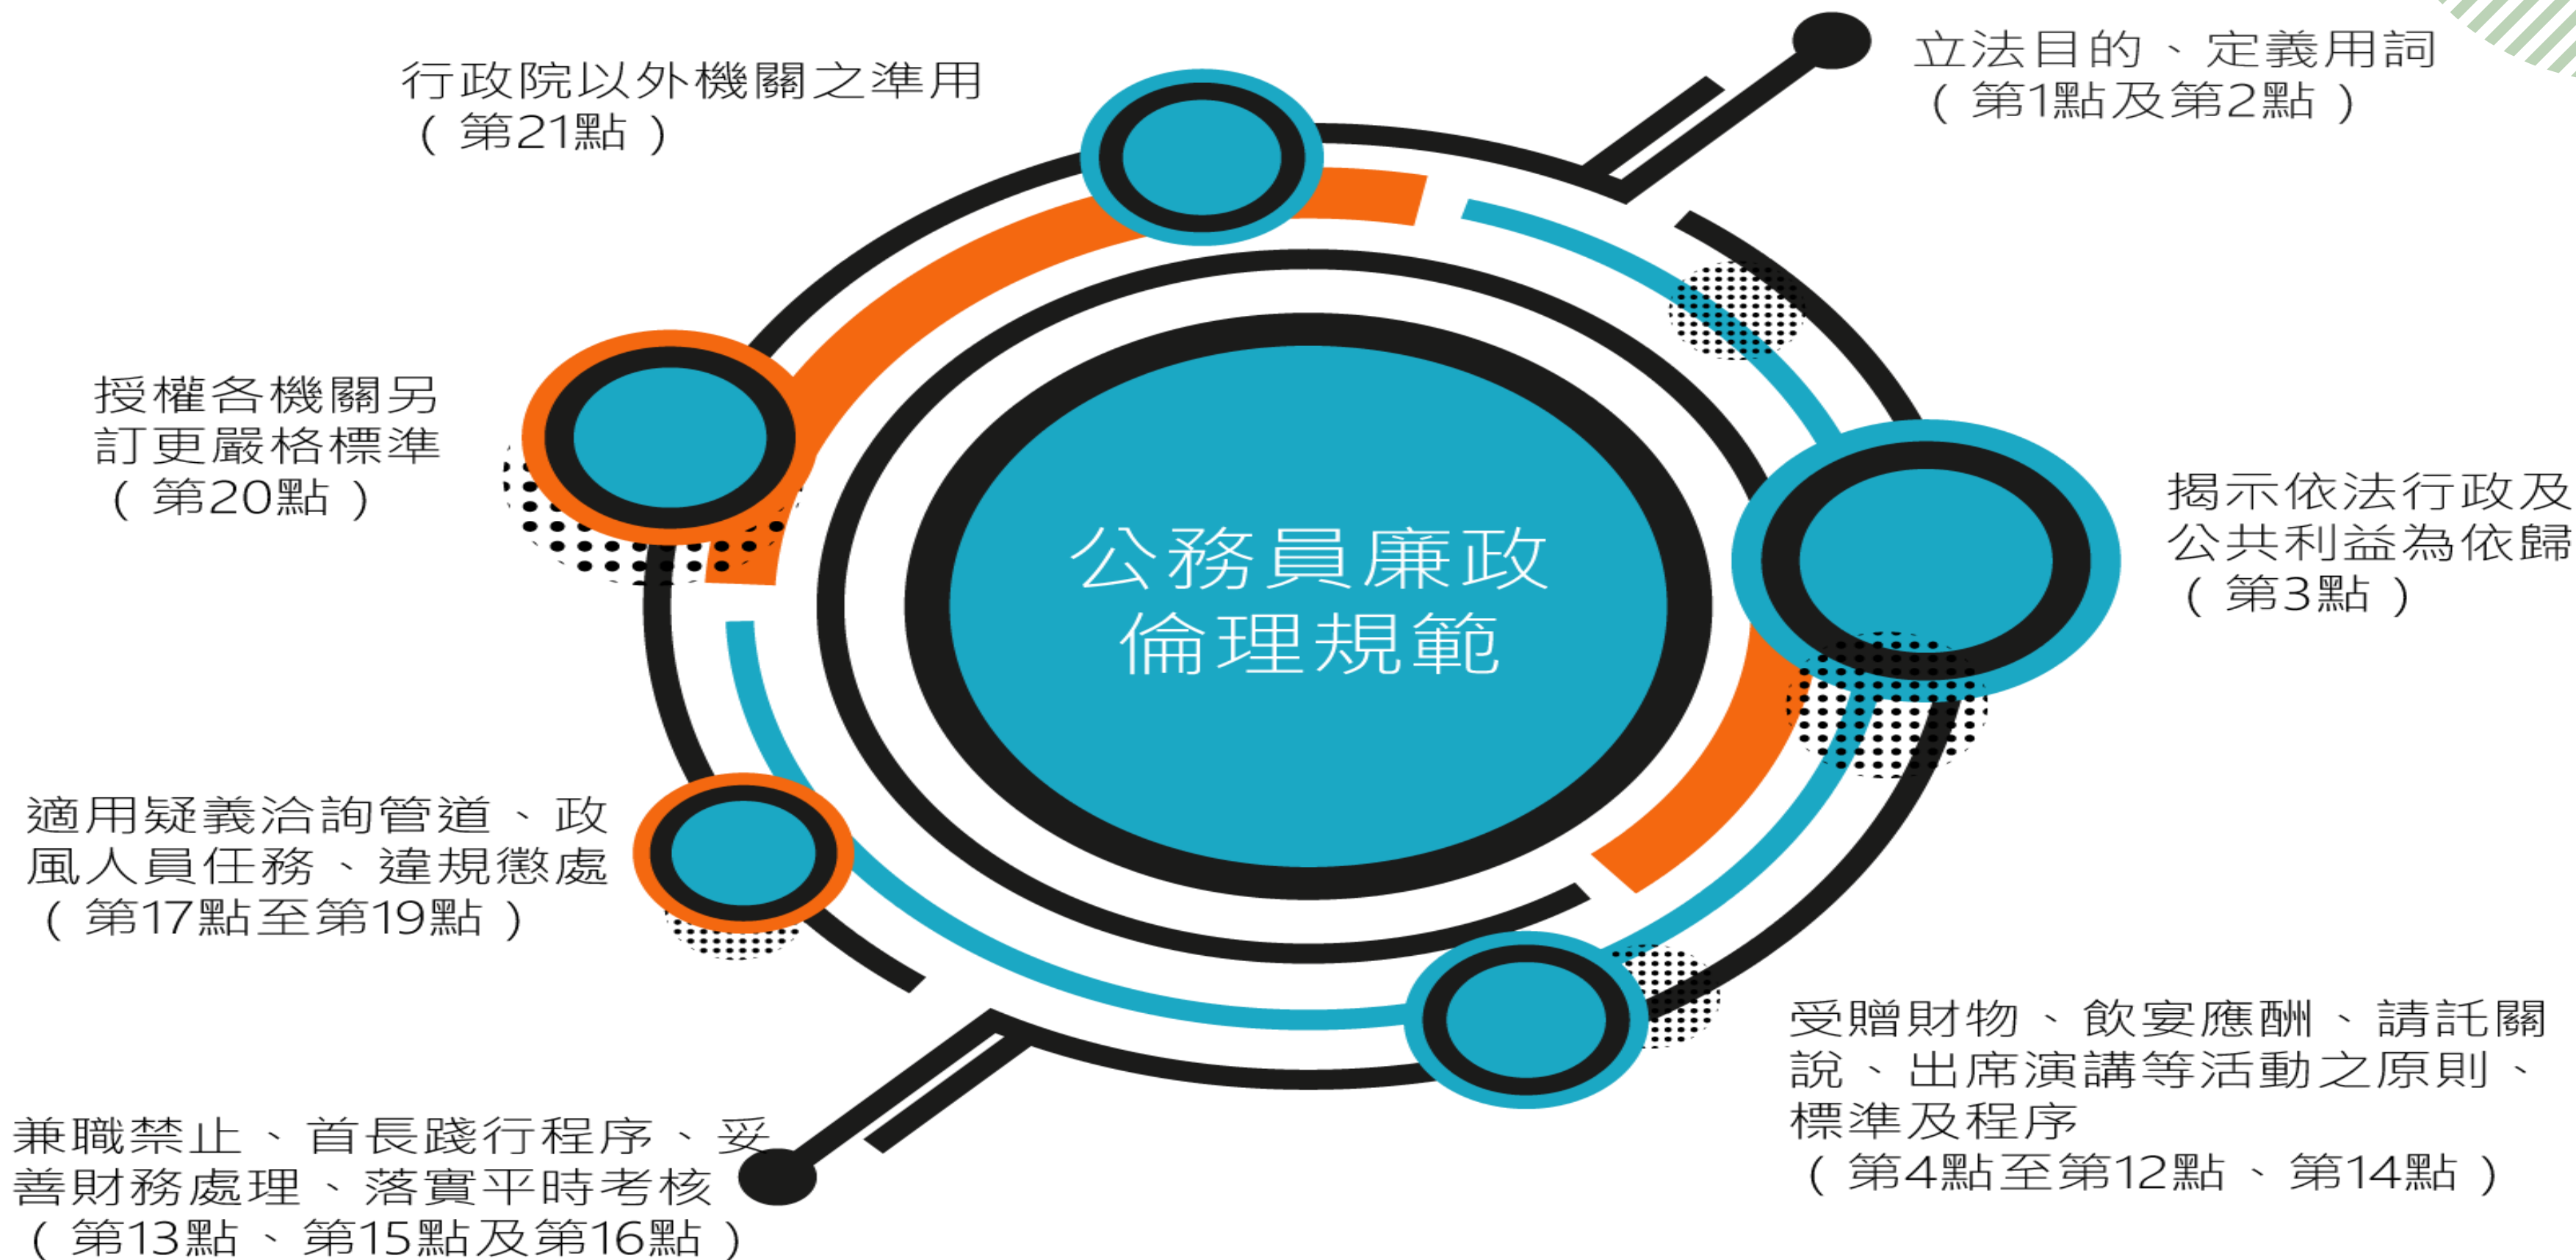 公務員廉政
倫理規範
立法目的、定義用詞
(第1點及第2點)
揭示依法行政及
公共利益為依歸
(第3點)
受贈財物、飲宴應酬、請託關
說、出席演講等活動之原則、
標準及程序
(第4點至第12點、第14點)
兼職禁止、首長踐行程序、妥
善財務處理、落實平時考核
(第13點、第15點及第16點)
適用疑義洽詢管道、政
風人員任務、違規懲處
(第17點至第19點)
授權各機關另
訂更嚴格標準
(第20點)
行政院以外機關之準用
(第21點)